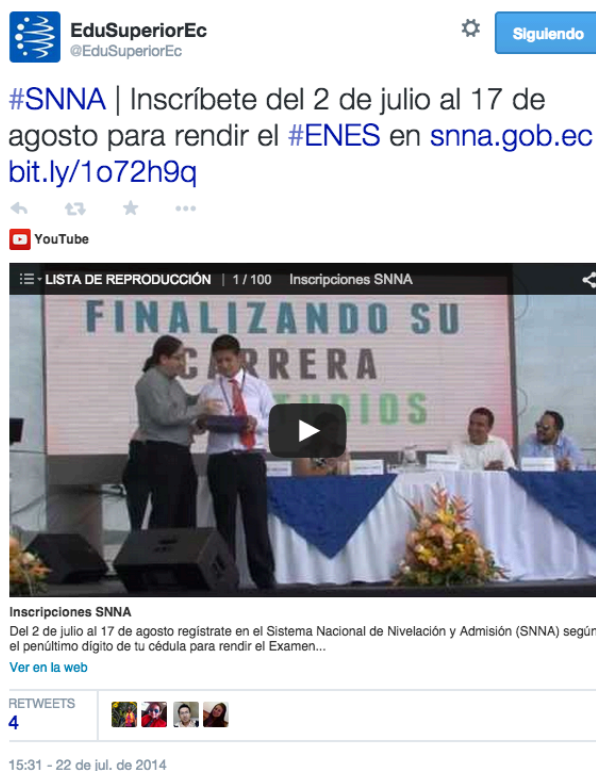 EduSuperiorEc
@EduSuperiorEc
Siguiendo
#SNNA | Inscríbete del 2 de julio al 17 de
agosto para rendir el #ENES en snna.gob.ec
bit.ly/1o72h9q
YouTube
LISTA DE REPRODUCCIÓN | 1 / 100 Inscripciones SNNA
FINALIZANDO SU
CARRERA
Inscripciones SNNA
Del 2 de julio al 17 de agosto regístrate en el Sistema Nacional de Nivelación y Admisión (SNNA) según
el penúltimo dígito de tu cédula para rendir el Examen...
Ver en la web
RETWEETS
4
15:31 - 22 de jul. de 2014